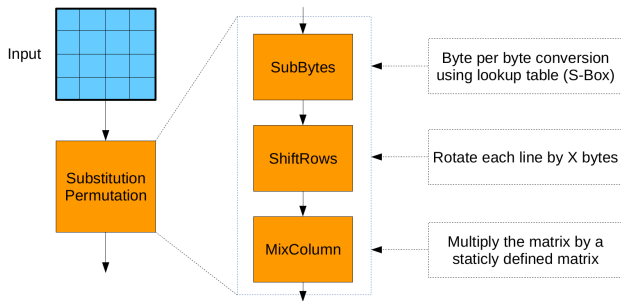 Input
Substitution
Permutation
SubBytes
ShiftRows
MixColumn
Byte per byte conversion
using lookup table (S-Box)
Rotate each line by X bytes
Multiply the matrix by a
staticly defined matrix